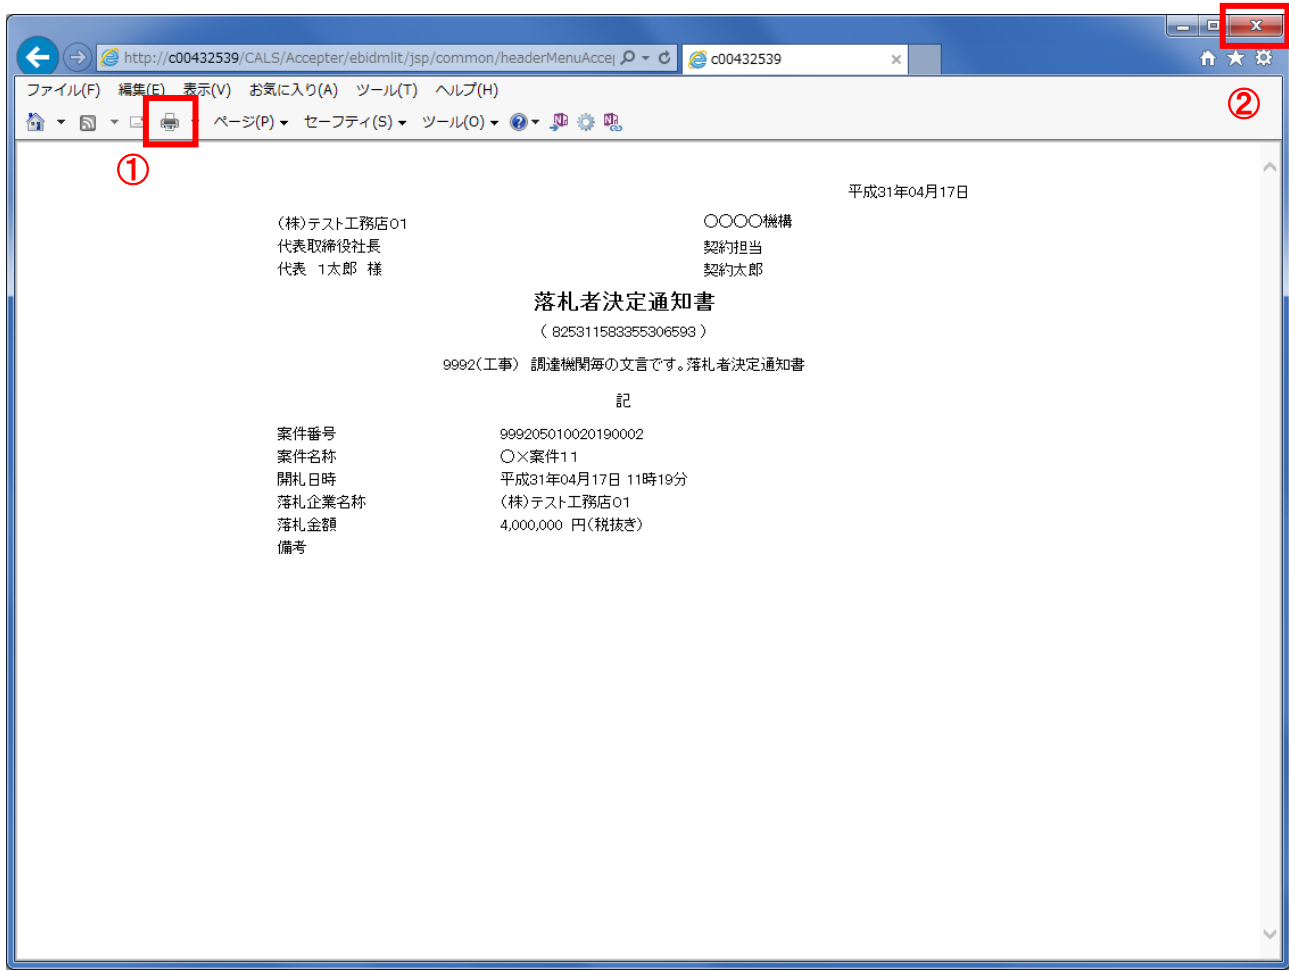 http://c00432539/CALS/Accepter/ebidmlit/jsp/common/headerMenuAcce
c00432539
ファイル(F) 編集(E) 表示(V) お気に入り(A) ツール(T) ヘルプ(H)
ページ(P) セーフティ(S) ツール(O)
②
①
平成31年04月17日
(株)テスト工務店01
〇〇〇〇機構
代表取締役社長
契約担当
代表 1太郎 様
契約太郎
落札者決定通知書
( 825311583355306593 )
9992(工事) 調達機関毎の文言です。落札者決定通知書
記
案件番号 999205010020190002
案件名称 〇×案件11
開札日時 平成31年04月17日 11時19分
落札企業名称 (株)テスト工務店01
落札金額 4,000,000 円(税抜き)
備考